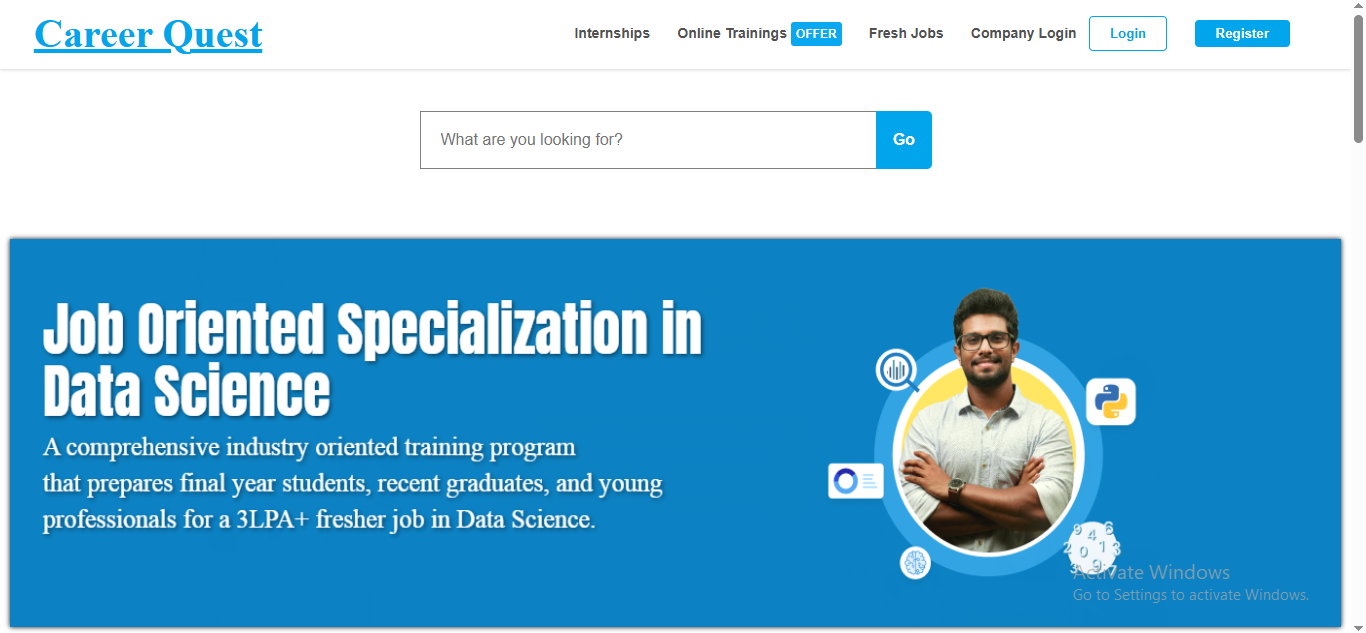 Career Quest
Internships
Online Trainings OFFER
Fresh Jobs
Company Login
Login
Register
What are you looking for?
Go
Job Oriented Specialization in
Data Science
A comprehensive industry oriented training program
that prepares final year students, recent graduates, and young
professionals for a 3LPA+ fresher job in Data Science.
Activate Windows
Go to Settings to activate Windows.